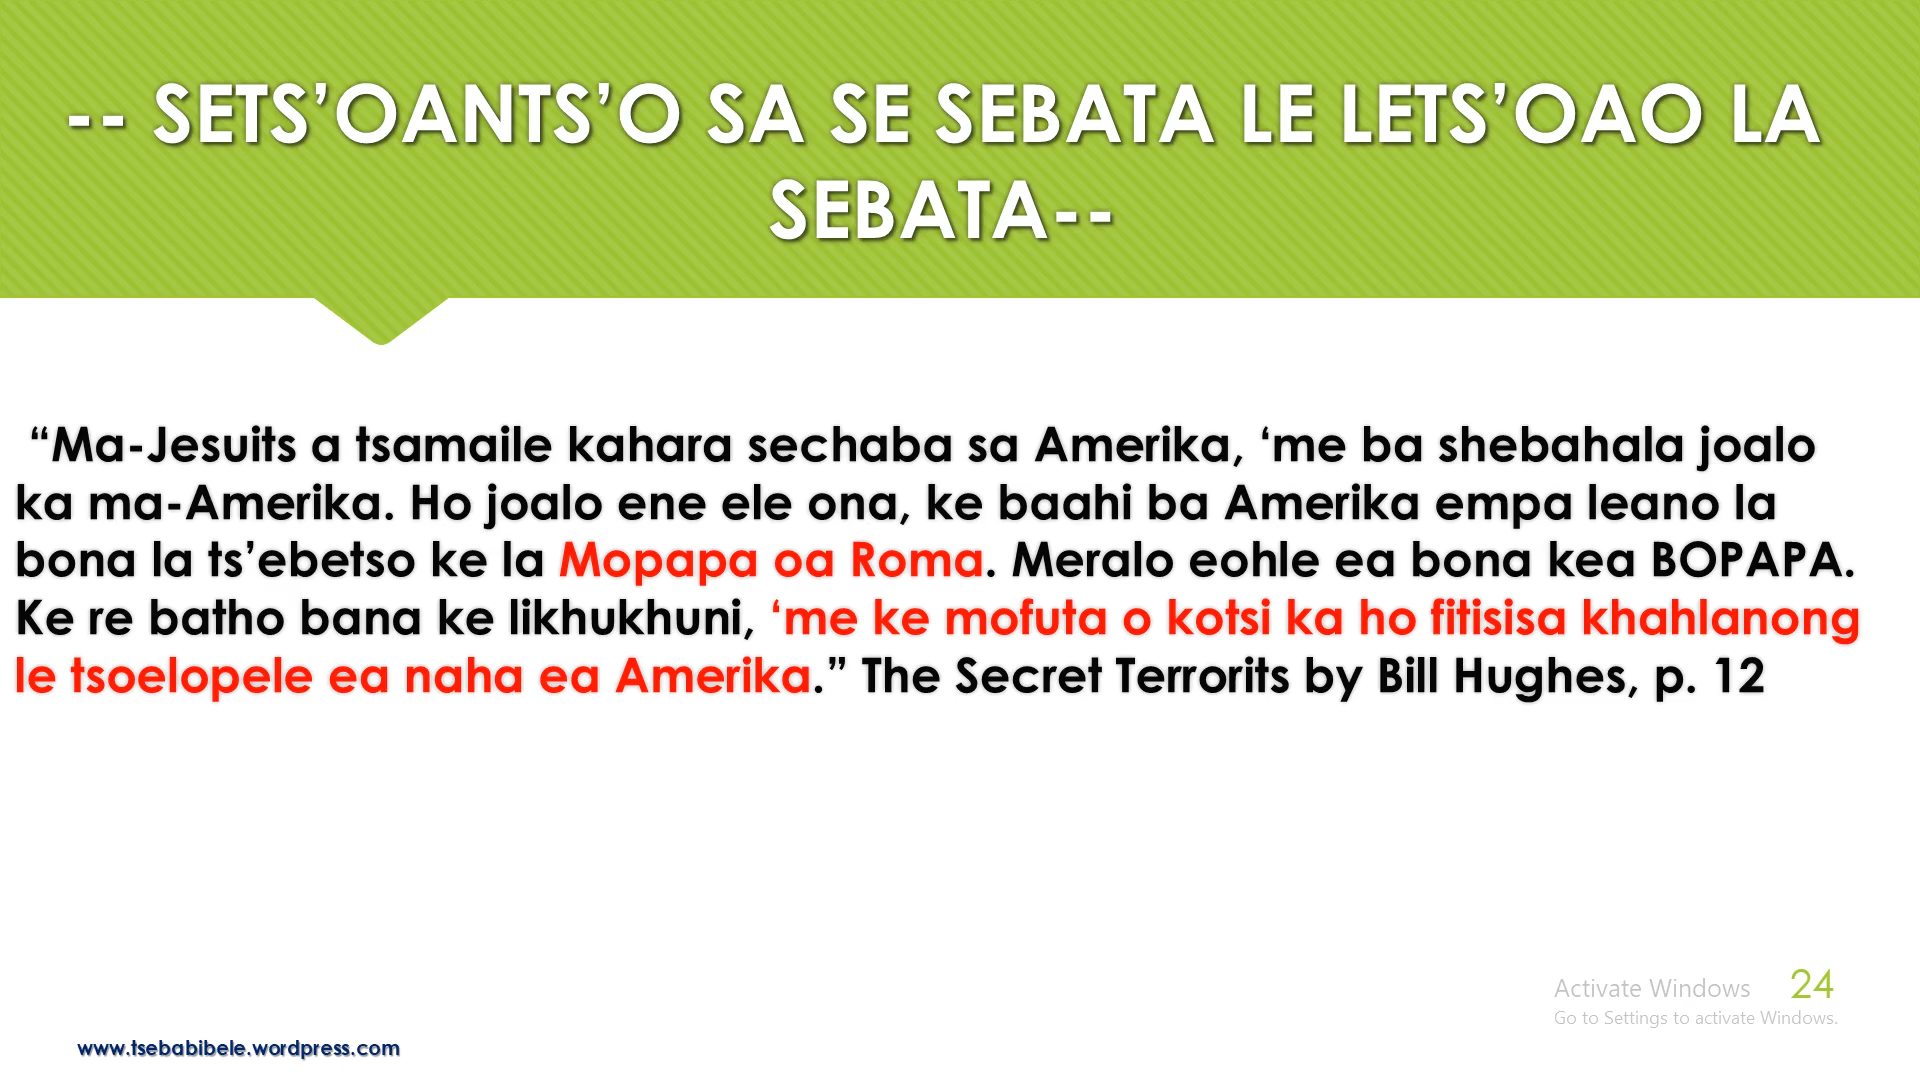 -- SETS’OANTS’O SA SE SEBATA LE LETS’OAO LA
SEBATA--
“Ma-Jesuits a tsamaile kahara sechaba sa Amerika, ‘me ba shebahala joalo
ka ma-Amerika. Ho joalo ene ele ona, ke baahi ba Amerika empa leano la
bona la ts’ebetso ke la Mopapa oa Roma. Meralo eohle ea bona kea BOPAPA.
Ke re batho bana ke likhukhuni, ‘me ke mofuta o kotsi ka ho fitisisa khahlanong
le tsoelopele ea naha ea Amerika.” The Secret Terrorits by Bill Hughes, p. 12
Activate Windows 24
Go to Settings to activate Windows.
www.tsebabibele.wordpress.com